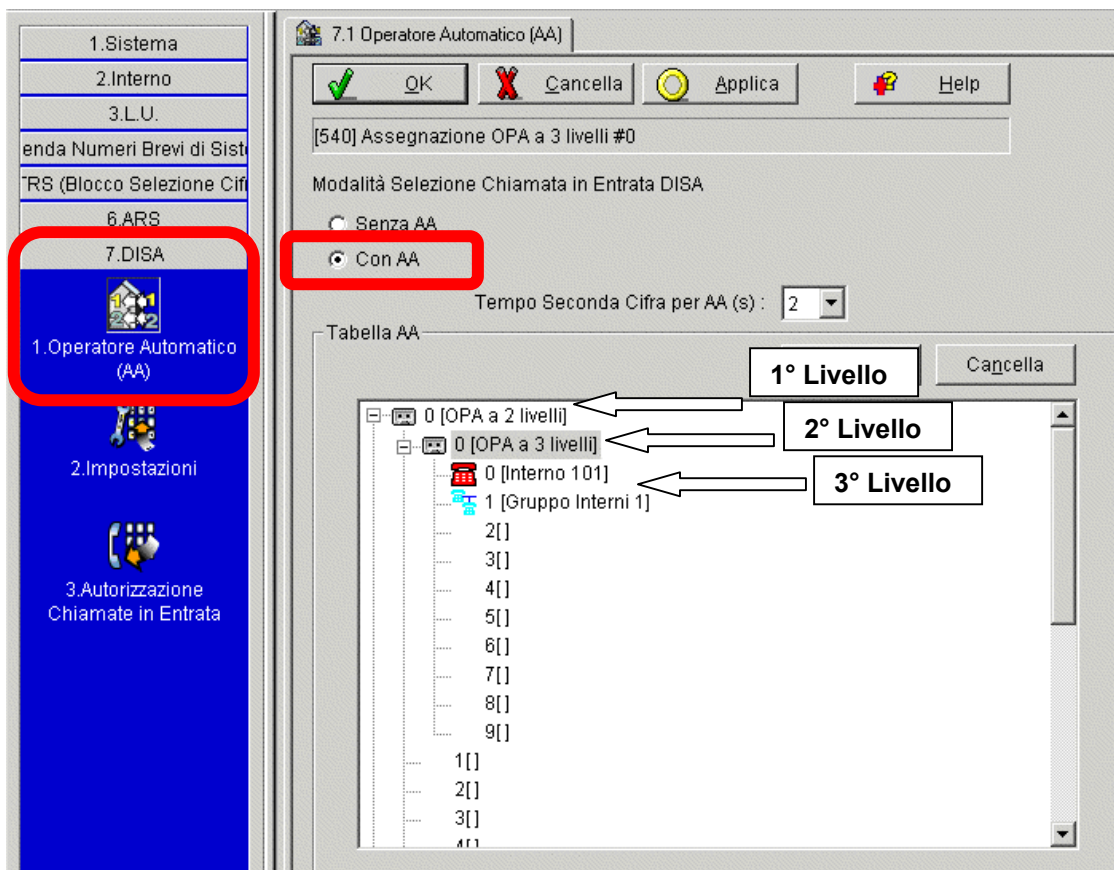 1.Sistema
2.Interno
3.L.U.
enda Numeri Brevi di Sist
RS (Blocco Selezione Cif
6.ARS
7.DISA
1.Operatore Automatico
(AA)
2.Impostazioni
3.Autorizzazione
Chiamate in Entrata
7.1 Operatore Automatico (AA)
OK
Cancella
Applica
Help
[540] Assegnazione OPA a 3 livelli #0
Modalità Selezione Chiamata in Entrata DISA
Senza AA
Con AA
Tempo Seconda Cifra per AA (s) : 2
Tabella AA
Cancella
1° Livello
0 [OPA a 2 livelli]
2° Livello
0 [OPA a 3 livelli]
3° Livello
0 [Interno 101]
1 [Gruppo Interni 1]
2[]
3[]
4[]
5[]
6[]
7[]
8[]
9[]
1[]
2[]
3[]
4[]